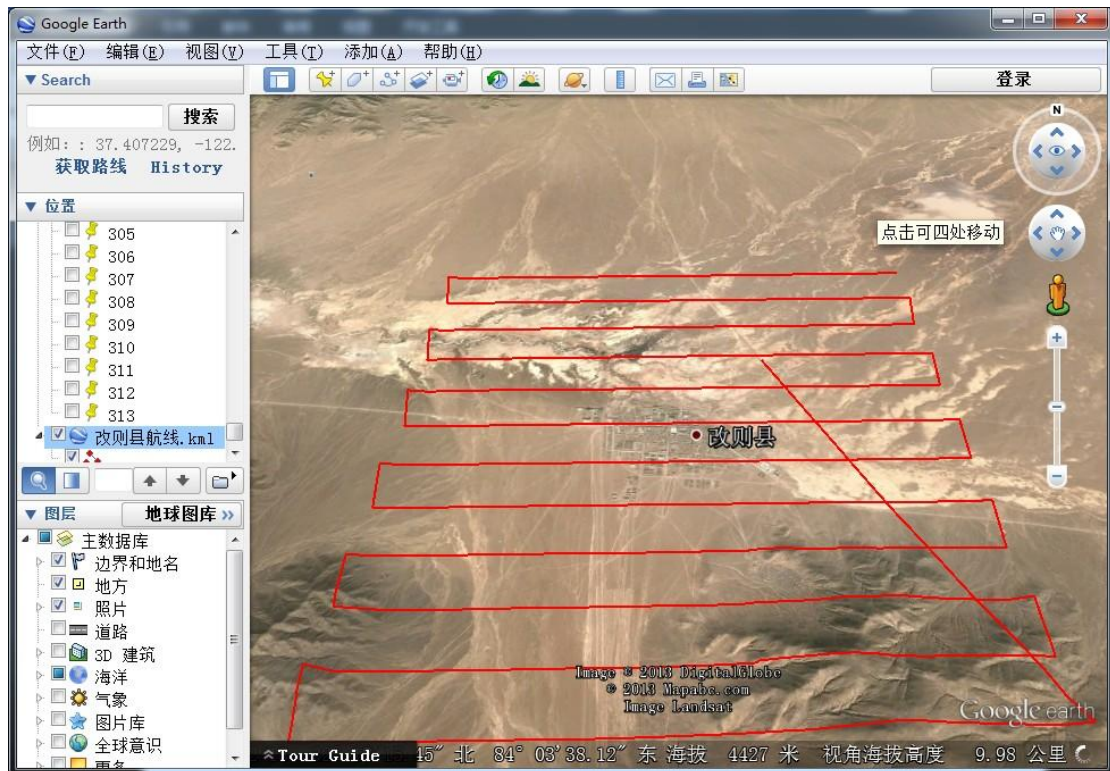 Google Earth
文件(F) 编辑(E) 视图(V) 工具(T) 添加(A) 帮助(H)
▼ Search
登录
搜索
例如:: 37.407229, -122.
获取路线 History
▼ 位置
305
306
307
308
309
310
311
312
313
改则县航线.kml
▼ 图层
地球图库 »
主数据库
边界和地名
地方
照片
道路
3D 建筑
海洋
气象
图片库
全球意识
更多
N
点击可四处移动
改则县
Image © 2013 DigitalGlobe
© 2013 Mapabc.com
Image Landsat
Google earth
Tour Guide
45″ 北 84° 03′38.12″ 东 海拔 4427 米 视角海拔高度 9.98 公里